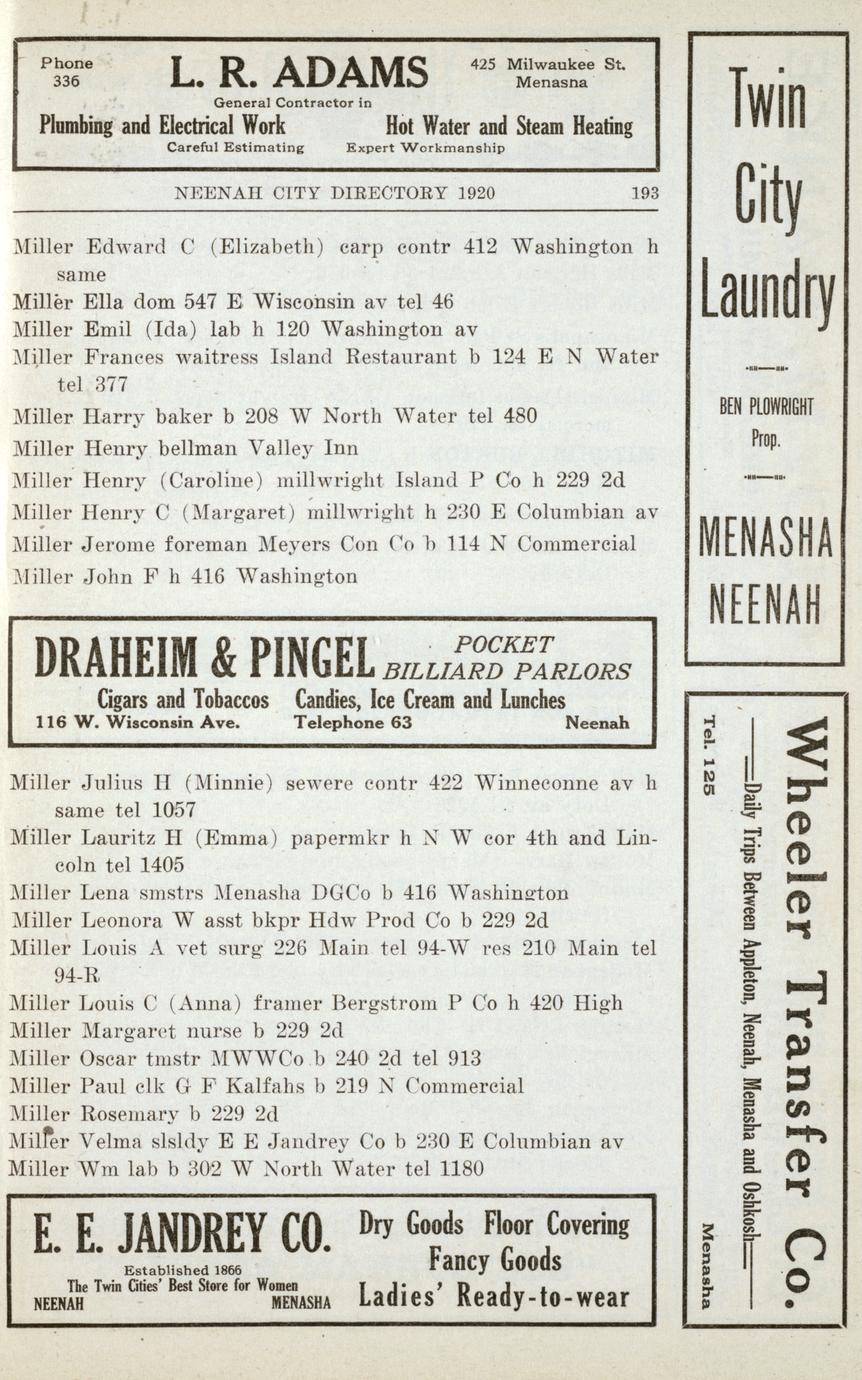 Phone 336
L. R. ADAMS
425 Milwaukee St. Menasna
General Contractor in
Plumbing and Electrical Work Hot Water and Steam Heating
Careful Estimating Expert Workmanship
NEENAH CITY DIRECTORY 1920 193
Miller Edward C (Elizabeth) carp contr 412 Washington h
same
Miller Ella dom 547 E Wisconsin av tel 46
Miller Emil (Ida) lab h 120 Washington av
Miller Frances waitress Island Restaurant b 124 E N Water
tel 377
Miller Harry baker b 208 W North Water tel 480
Miller Henry bellman Valley Inn
Miller Henry (Caroline) millwright Island P Co h 229 2d
Miller Henry C (Margaret) millwright h 230 E Columbian av
Miller Jerome foreman Meyers Con Co b 114 N Commercial
Miller John F h 416 Washington
DRAHEIM & PINGEL POCKET
BILLIARD PARLORS
Cigars and Tobaccos Candies, Ice Cream and Lunches
116 W. Wisconsin Ave. Telephone 63 Neenah
Miller Julius H (Minnie) sewere contr 422 Winneconne av h
same tel 1057
Miller Lauritz H (Emma) papermkr h N W cor 4th and Lin-
coln tel 1405
Miller Lena smstrs Menasha DGCo b 416 Washington
Miller Leonora W asst bkpr Hdw Prod Co b 229 2d
Miller Louis A vet surg 226 Main tel 94-W res 210 Main tel
94-R
Miller Louis C (Anna) framer Bergstrom P Co h 420 High
Miller Margaret nurse b 229 2d
Miller Oscar tmstr MWWCo b 240 2d tel 913
Miller Paul clk G F Kalfahs b 219 N Commercial
Miller Rosemary b 229 2d
Miller Velma slsldy E E Jandrey Co b 230 E Columbian av
Miller Wm lab b 302 W North Water tel 1180
E. E. JANDREY CO.
Established 1866
The Twin Cities' Best Store for Women
NEENAH MENASHA
Dry Goods Floor Covering
Fancy Goods
Ladies' Ready-to-wear
Twin
City
Laundry
BEN PLOWRIGHT
Prop.
MENASHA
NEENAH
Wheeler Transfer Co.
Daily Trips Between Appleton, Neenah, Menasha and Oshkosh
Tel. 125 Menasha